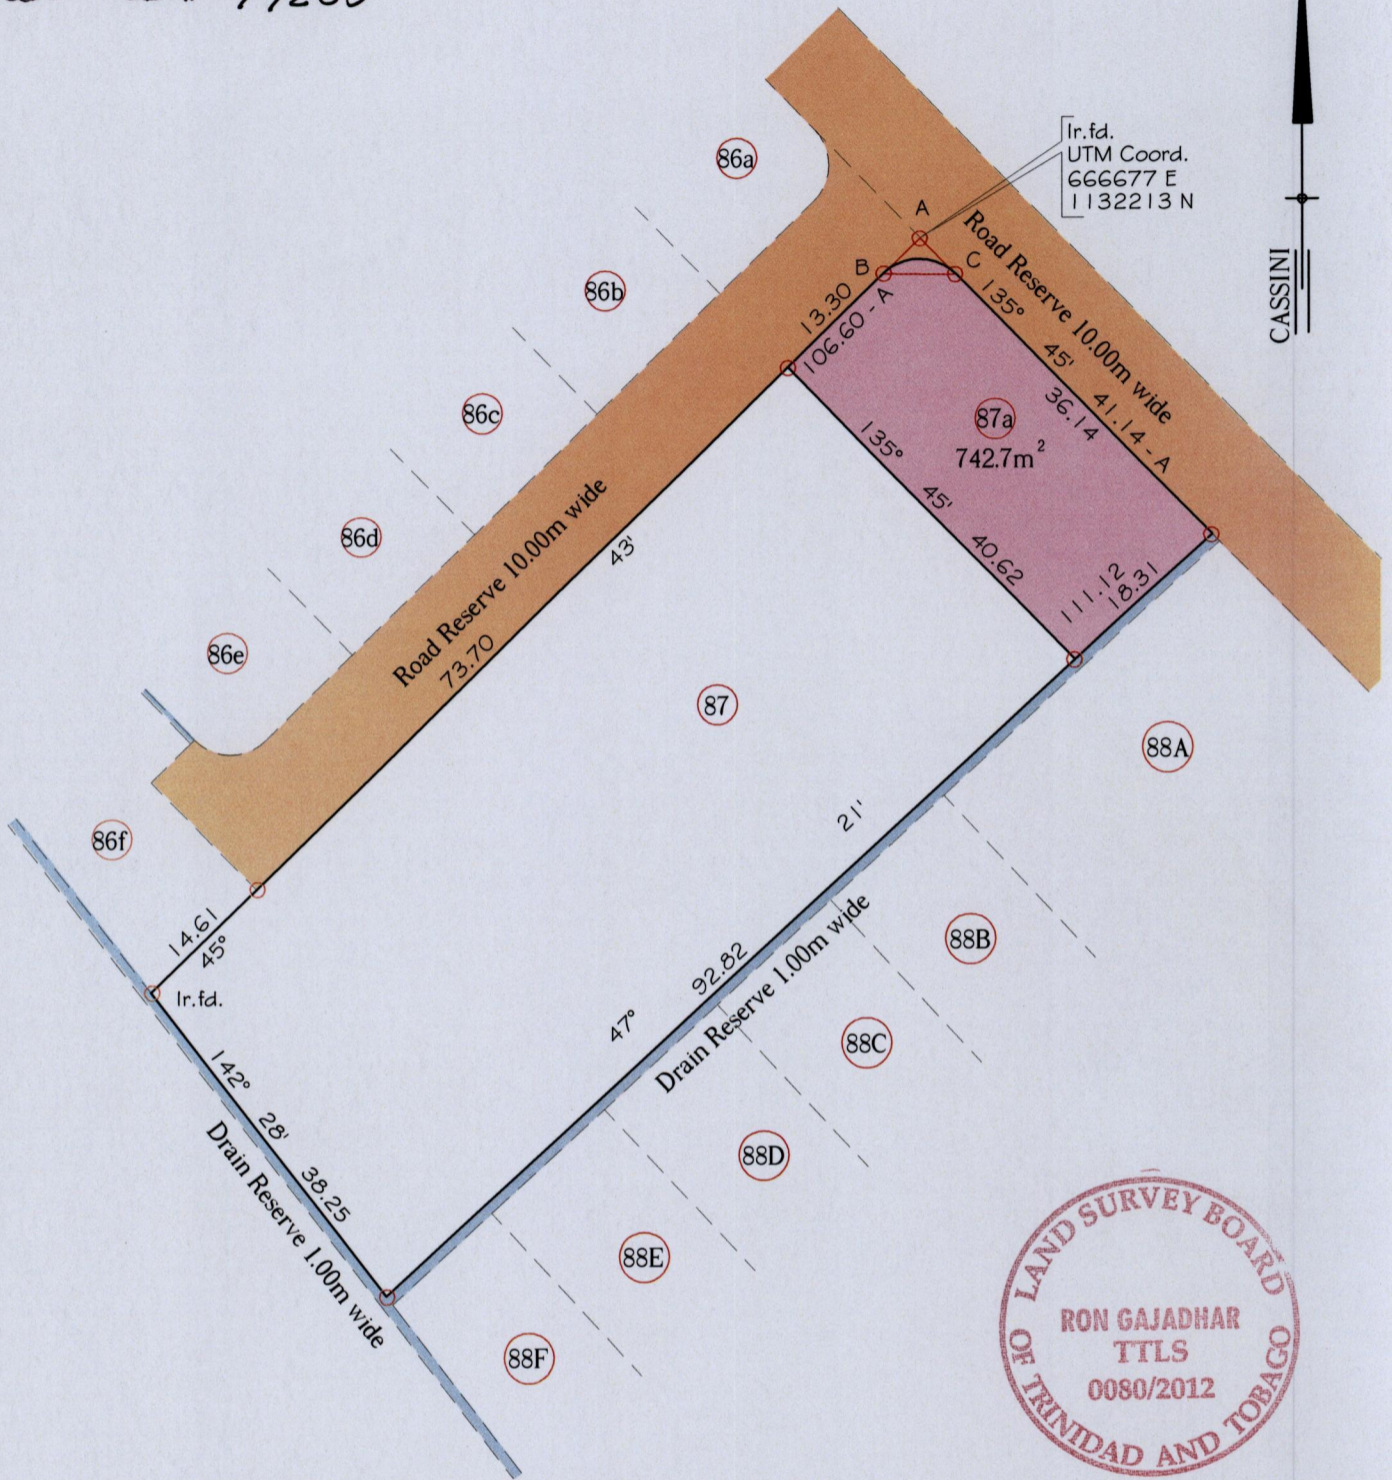 86a
Ir.fd.
UTM Coord.
666677 E
1132213 N
A
B
C
CASSINI
Road Reserve 10.00m wide
86b
13.30
106.60 - A
135° 45' 41.14 - A
36.14
87a
742.7m²
86c
135° 45' 40.62
86d
Road Reserve 10.00m wide
43'
73.70
111.12
18.31
86e
87
88A
86f
21'
14.61
45°
Ir.fd.
88B
92.82
47°
Drain Reserve 1.00m wide
88C
142° 28' 38.25
Drain Reserve 1.00m wide
88D
88E
88F
LAND SURVEY BOARD
OF TRINIDAD AND TOBAGO
RON GAJADHAR
TTLS
0080/2012